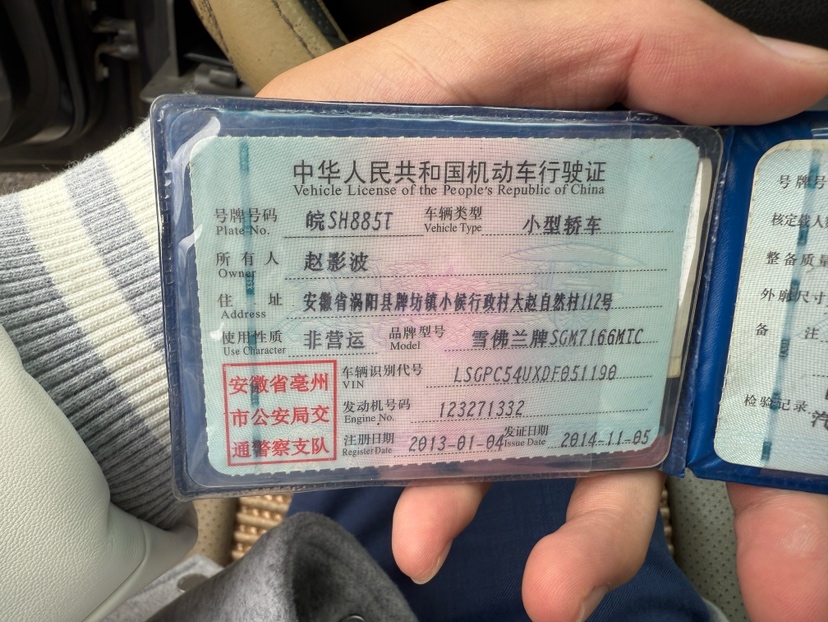 中华人民共和国机动车行驶证
Vehicle License of the People's Republic of China
号牌号码 皖SH885T 车辆类型 小型轿车
Plate No. Vehicle Type
所有人 赵影波
Owner
住址 安徽省涡阳县牌坊镇小候行政村大赵自然村112号
Address
使用性质 非营运 品牌型号 雪佛兰牌SGM7166MTC
Use Character Model
安徽省亳州
市公安局交
通警察支队
车辆识别代号 LSGPC54UXDF051190
VIN
发动机号码 123271332
Engine No.
注册日期 2013-01-04 发证日期 2014-11-05
Register Date Issue Date
号牌号
核定载人
整备质量
外廓尺寸
备注
检验记录